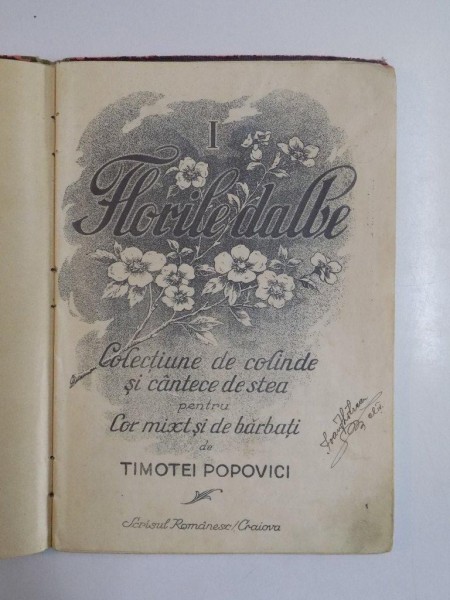 I
Florile dalbe
Colecțiune de colinde
și cântece de stea
pentru
Cor mixt și de bărbați
de
TIMOTEI POPOVICI
Scrisul Românesc/Craiova